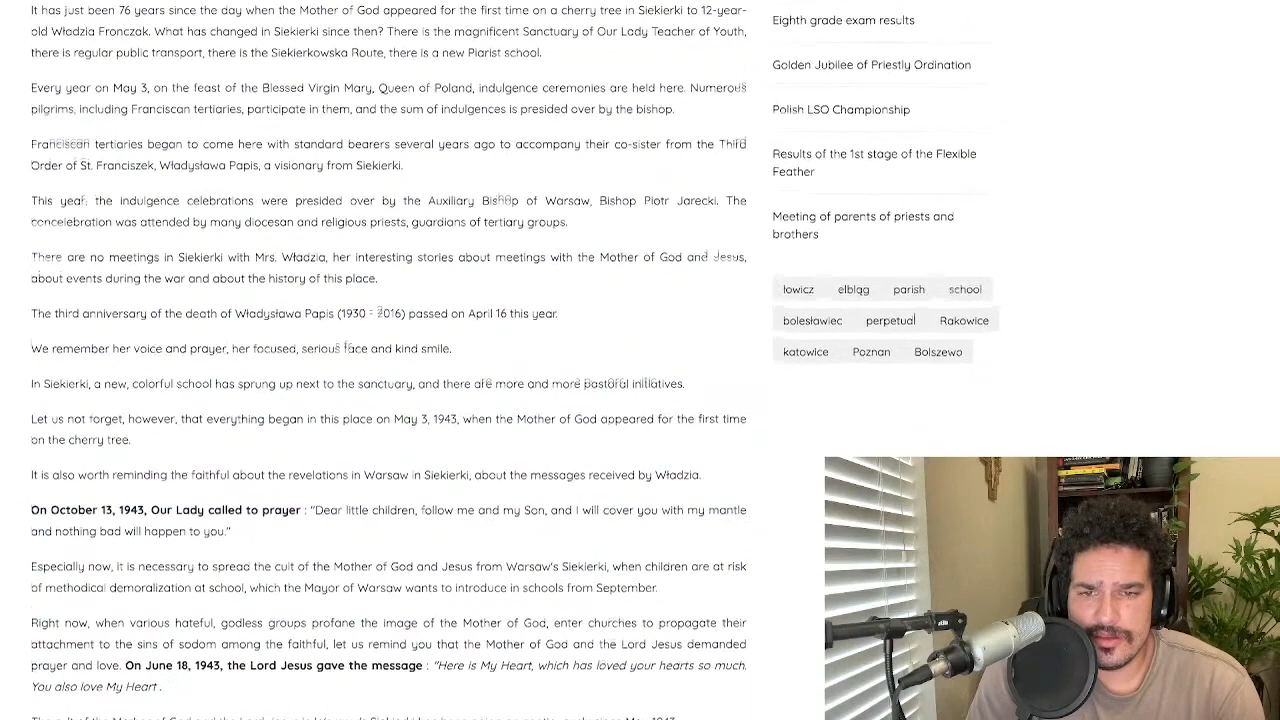 It has just been 76 years since the day when the Mother of God appeared for the first time on a cherry tree in Siekierki to 12-year-
old Władzia Fronczak. What has changed in Siekierki since then? There is the magnificent Sanctuary of Our Lady Teacher of Youth,
there is regular public transport, there is the Siekierkowska Route, there is a new Piarist school.
Every year on May 3, on the feast of the Blessed Virgin Mary, Queen of Poland, indulgence ceremonies are held here. Numerous
pilgrims, including Franciscan tertiaries, participate in them, and the sum of indulgences is presided over by the bishop.
Franciscan tertiaries began to come here with standard bearers several years ago to accompany their co-sister from the Third
Order of St. Franciszek, Władysława Papis, a visionary from Siekierki.
This year, the indulgence celebrations were presided over by the Auxiliary Bishop of Warsaw, Bishop Piotr Jarecki. The
concelebration was attended by many diocesan and religious priests, guardians of tertiary groups.
There are no meetings in Siekierki with Mrs. Władzia, her interesting stories about meetings with the Mother of God and Jesus,
about events during the war and about the history of this place.
The third anniversary of the death of Władysława Papis (1930 - 2016) passed on April 16 this year.
We remember her voice and prayer, her focused, serious face and kind smile.
In Siekierki, a new, colorful school has sprung up next to the sanctuary, and there are more and more pastoral initiatives.
Let us not forget, however, that everything began in this place on May 3, 1943, when the Mother of God appeared for the first time
on the cherry tree.
It is also worth reminding the faithful about the revelations in Warsaw in Siekierki, about the messages received by Władzia.
On October 13, 1943, Our Lady called to prayer : "Dear little children, follow me and my Son, and I will cover you with my mantle
and nothing bad will happen to you."
Especially now, it is necessary to spread the cult of the Mother of God and Jesus from Warsaw's Siekierki, when children are at risk
of methodical demoralization at school, which the Mayor of Warsaw wants to introduce in schools from September.
Right now, when various hateful, godless groups profane the image of the Mother of God, enter churches to propagate their
attachment to the sins of sodom among the faithful, let us remind you that the Mother of God and the Lord Jesus demanded
prayer and love. On June 18, 1943, the Lord Jesus gave the message : "Here is My Heart, which has loved your hearts so much.
You also love My Heart .
Eighth grade exam results
Golden Jubilee of Priestly Ordination
Polish LSO Championship
Results of the 1st stage of the Flexible
Feather
Meeting of parents of priests and
brothers
łowicz elbląg parish school
bolesławiec perpetual Rakowice
katowice Poznan Bolszewo